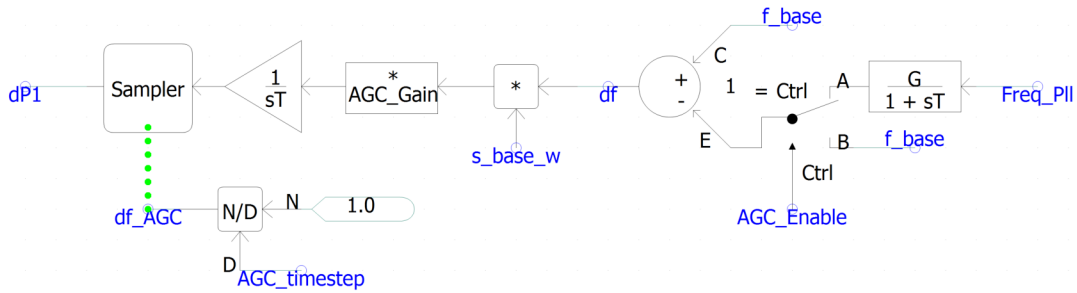 f_base
C
+
-
E
1 = Ctrl
A
B
f_base
Ctrl
AGC_Enable
G
1 + sT
Freq_Pll
df
*
s_base_w
*
AGC_Gain
1
sT
Sampler
dP1
df_AGC
N/D
N
1.0
D
AGC_timestep